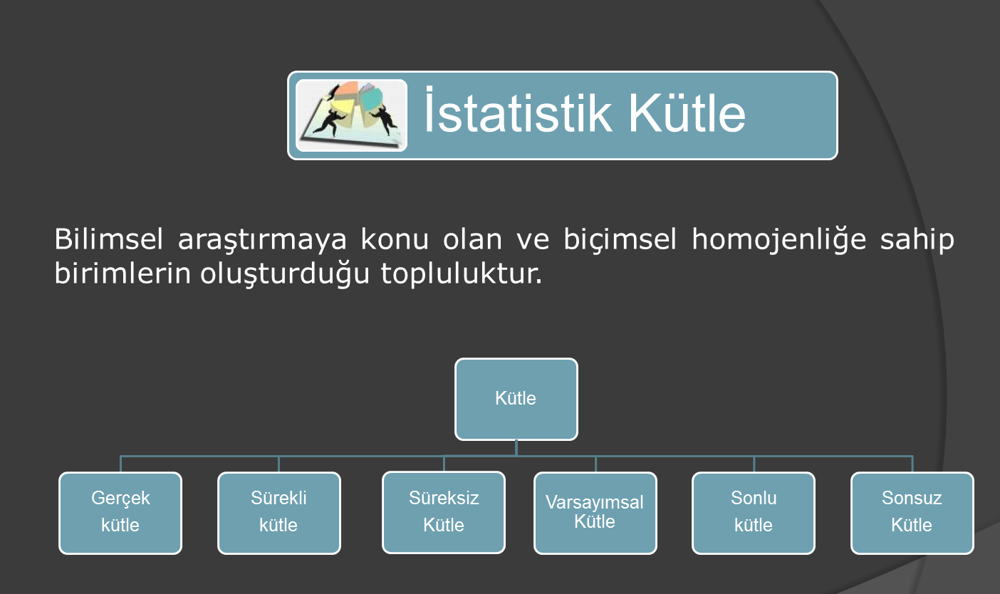 İstatistik Kütle
Bilimsel araştırmaya konu olan ve biçimsel homojenliğe sahip
birimlerin oluşturduğu topluluktur.
Kütle
Gerçek
kütle
Sürekli
kütle
Süreksiz
Kütle
Varsayımsal
Kütle
Sonlu
kütle
Sonsuz
Kütle